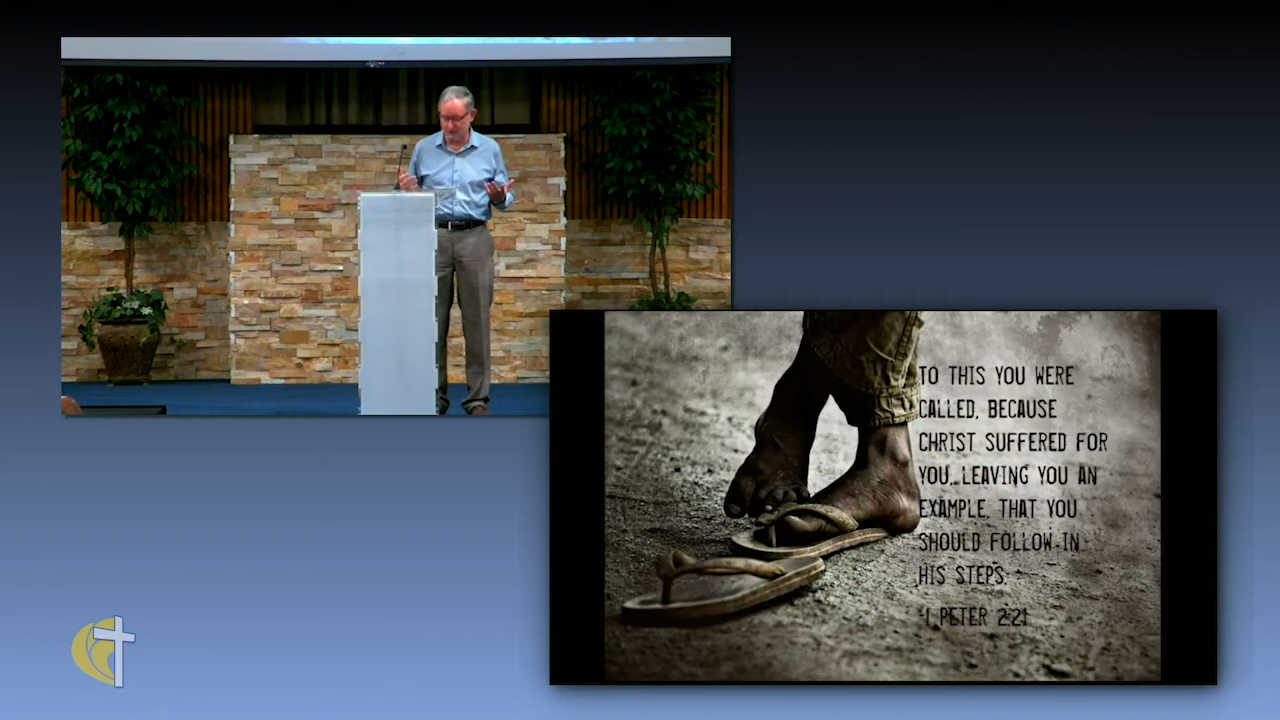 TO THIS YOU WERE
CALLED, BECAUSE
CHRIST SUFFERED FOR
YOU, LEAVING YOU AN
EXAMPLE, THAT YOU
SHOULD FOLLOW IN
HIS STEPS.
-1 PETER 2:21